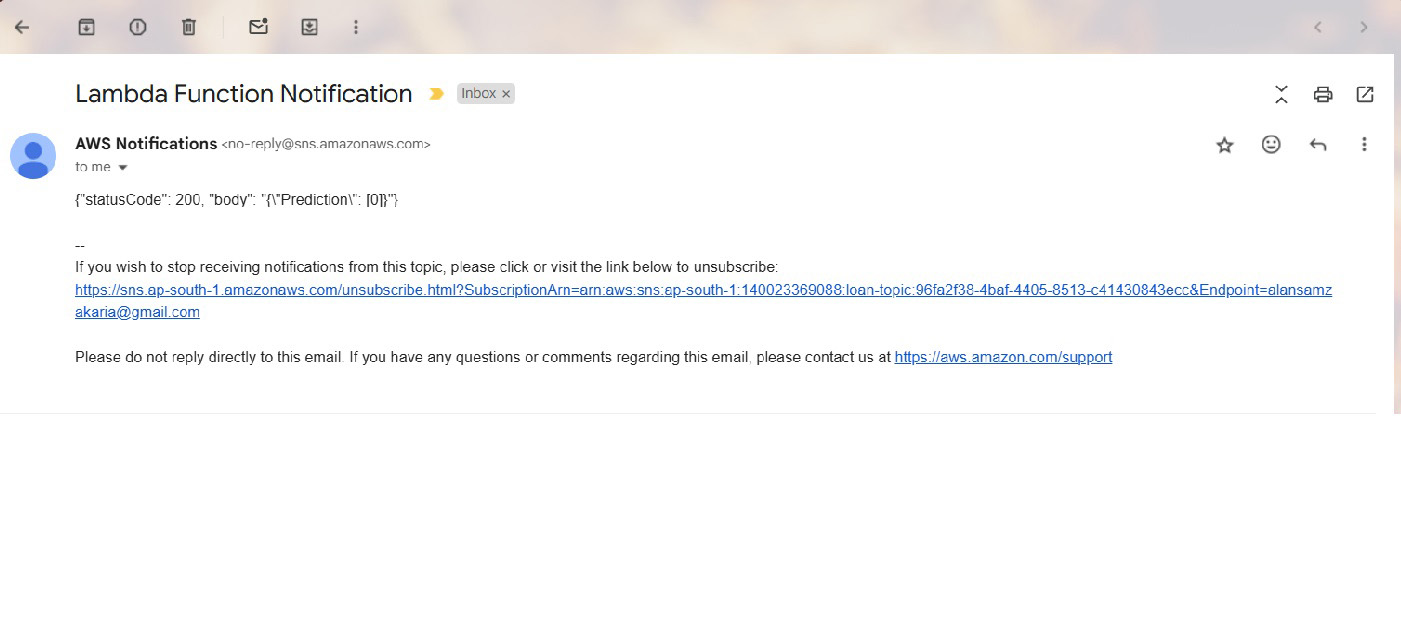 Lambda Function Notification Inbox ×
AWS Notifications <no-reply@sns.amazonaws.com>
to me
{"statusCode": 200, "body": "{\"Prediction\": [0]}"}
--
If you wish to stop receiving notifications from this topic, please click or visit the link below to unsubscribe:
https://sns.ap-south-1.amazonaws.com/unsubscribe.html?SubscriptionArn=arn:aws:sns:ap-south-1:140023369088:loan-topic:96fa2f38-4baf-4405-8513-c41430843ecc&Endpoint=alansamz
akaria@gmail.com
Please do not reply directly to this email. If you have any questions or comments regarding this email, please contact us at https://aws.amazon.com/support